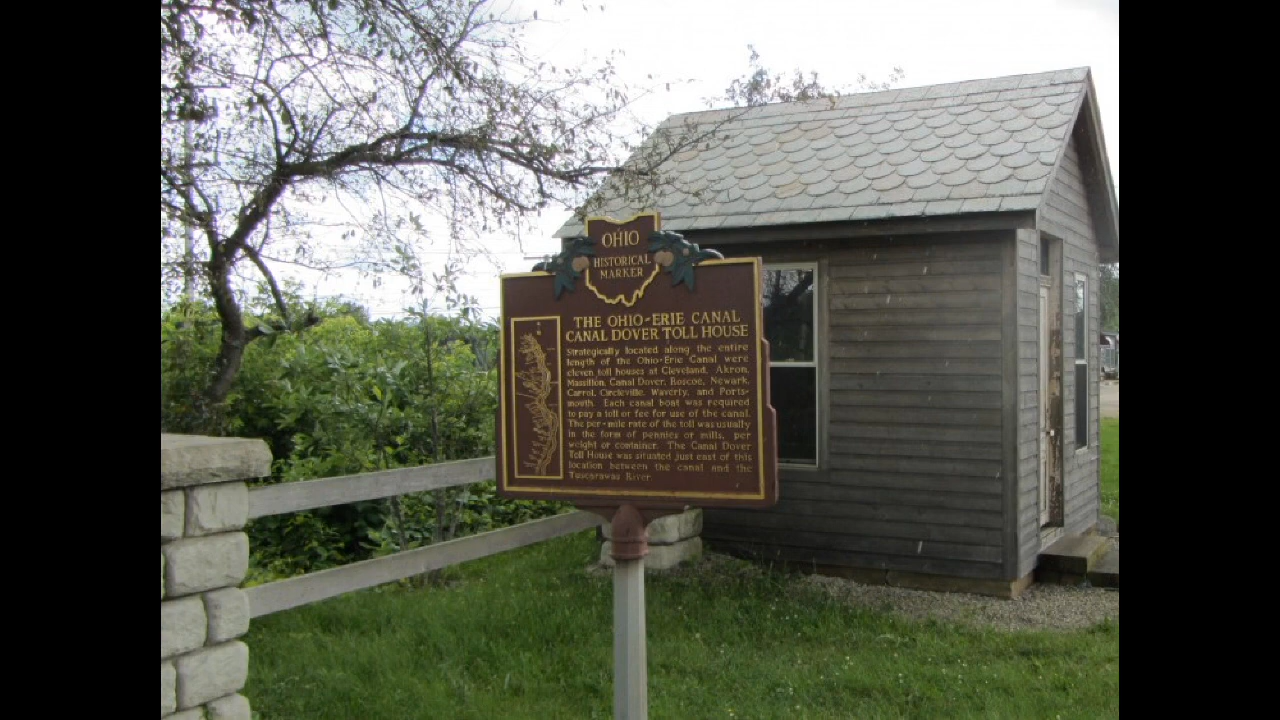 OHIO
HISTORICAL
MARKER
THE OHIO-ERIE CANAL
CANAL DOVER TOLL HOUSE
Strategically located along the entire
length of the Ohio-Erie Canal were
eleven toll houses at Cleveland, Akron,
Massillon, Canal Dover, Roscoe, Newark,
Carrol, Circleville, Waverly, and Ports-
mouth. Each canal boat was required
to pay a toll or fee for use of the canal.
The per-mile rate of the toll was usually
in the form of pennies or mills, per
weight or container. The Canal Dover
Toll House was situated just east of this
location between the canal and the
Tuscarawas River